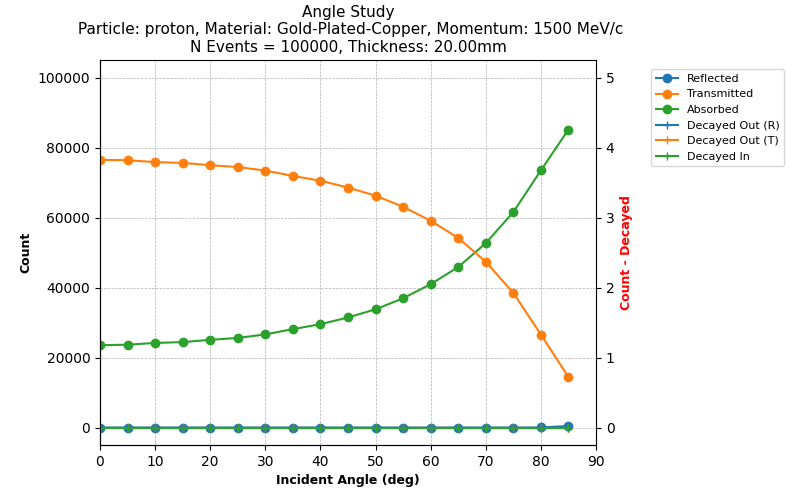 Angle Study
Particle: proton, Material: Gold-Plated-Copper, Momentum: 1500 MeV/c
N Events = 100000, Thickness: 20.00mm
100000
80000
60000
40000
20000
0
Count
0 10 20 30 40 50 60 70 80 90
Incident Angle (deg)
5
4
3
2
1
0
Count - Decayed
Reflected
Transmitted
Absorbed
Decayed Out (R)
Decayed Out (T)
Decayed In